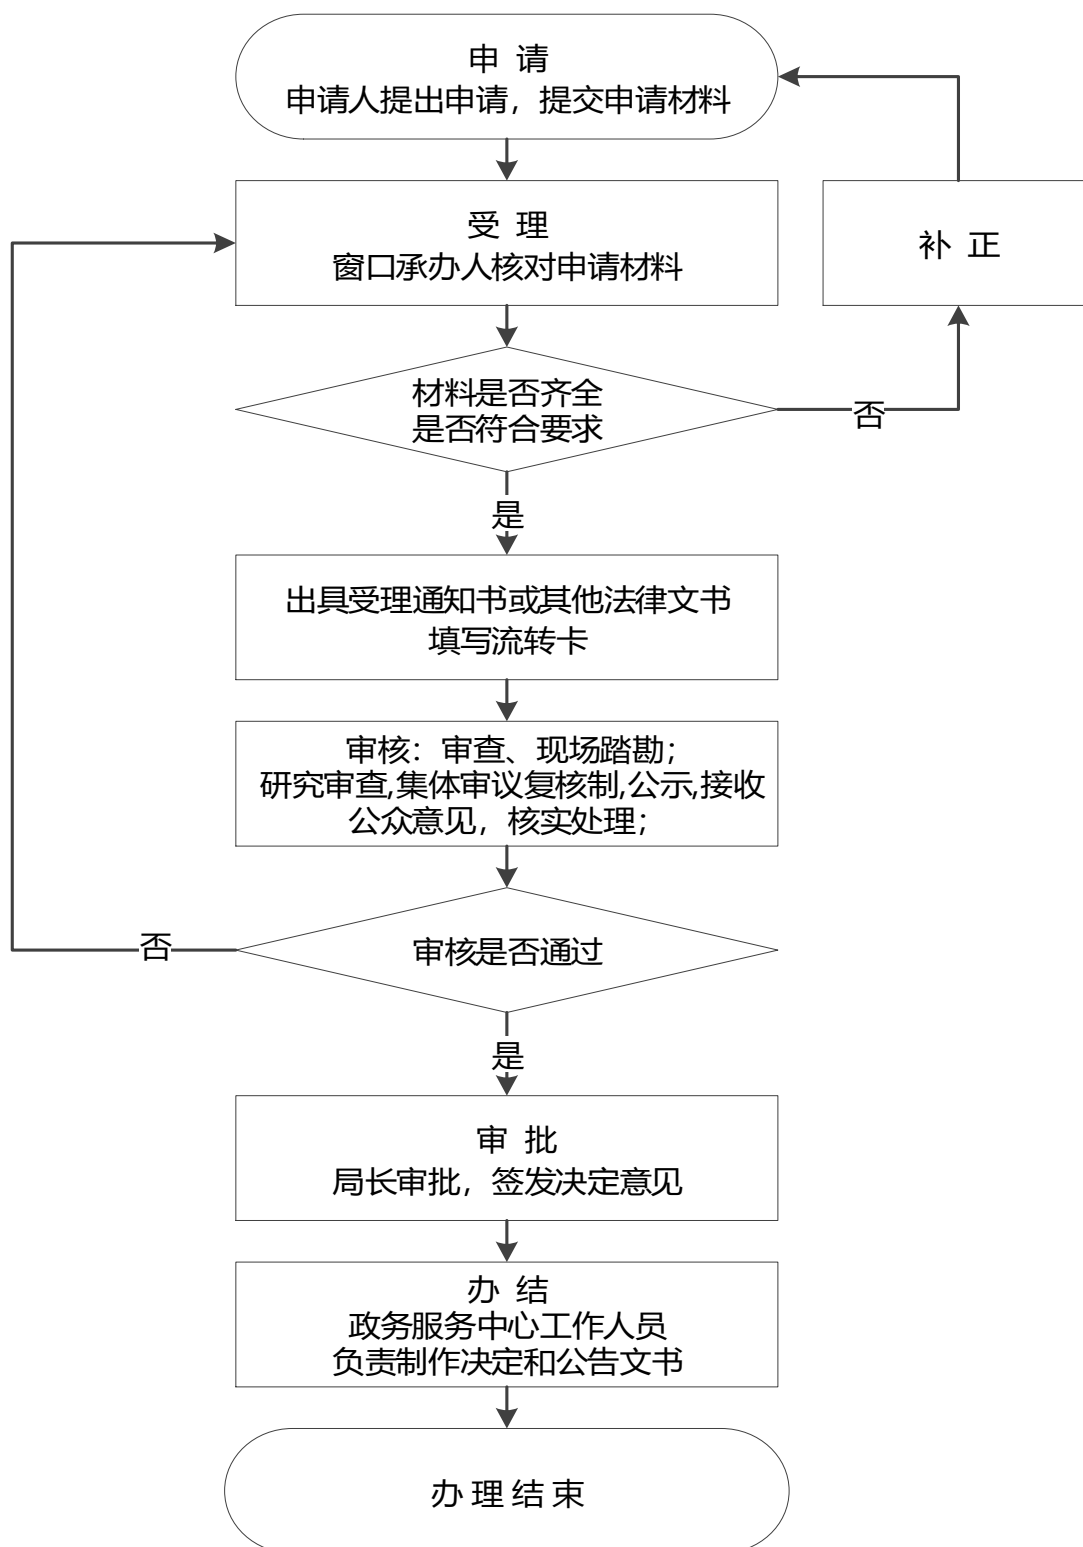 申 请
申请人提出申请，提交申请材料
受 理
窗口承办人核对申请材料
补 正
材料是否齐全
是否符合要求
否
是
出具受理通知书或其他法律文书
填写流转卡
审核：审查、现场踏勘；
研究审查,集体审议复核制,公示,接收
公众意见，核实处理；
否
审核是否通过
是
审 批
局长审批，签发决定意见
办 结
政务服务中心工作人员
负责制作决定和公告文书
办 理 结 束